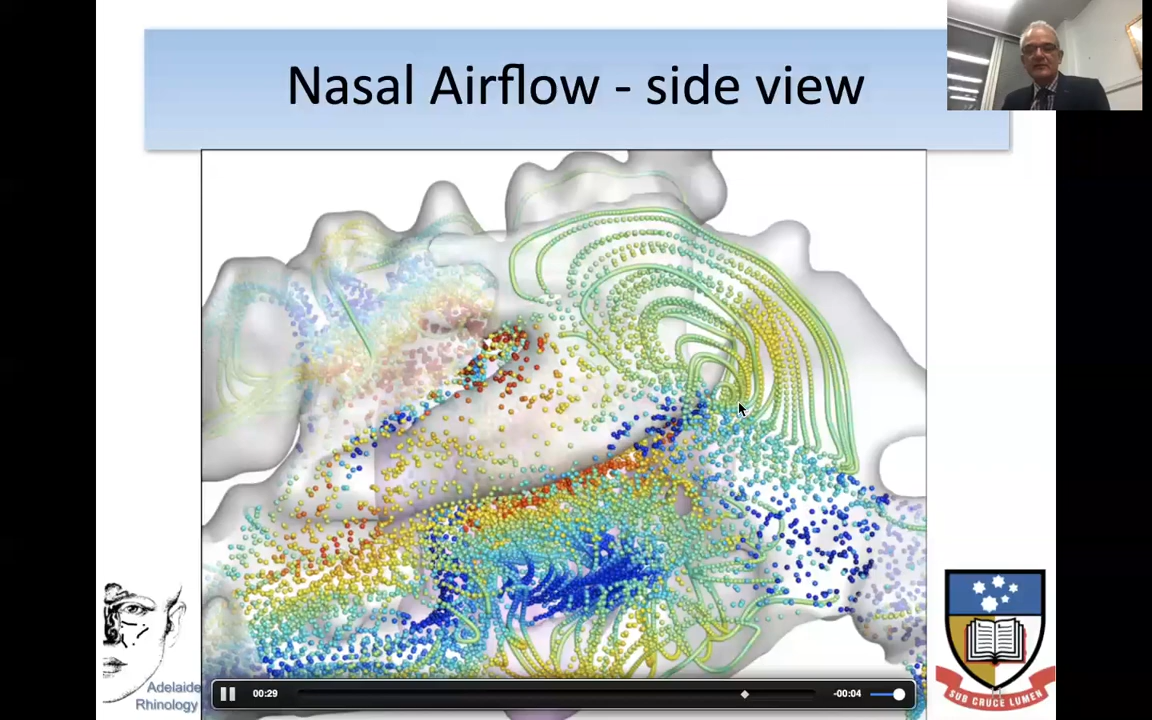 Nasal Airflow - side view
Adelaide
Rhinology
SUB CRUCE LUMEN
00:29
-00:04